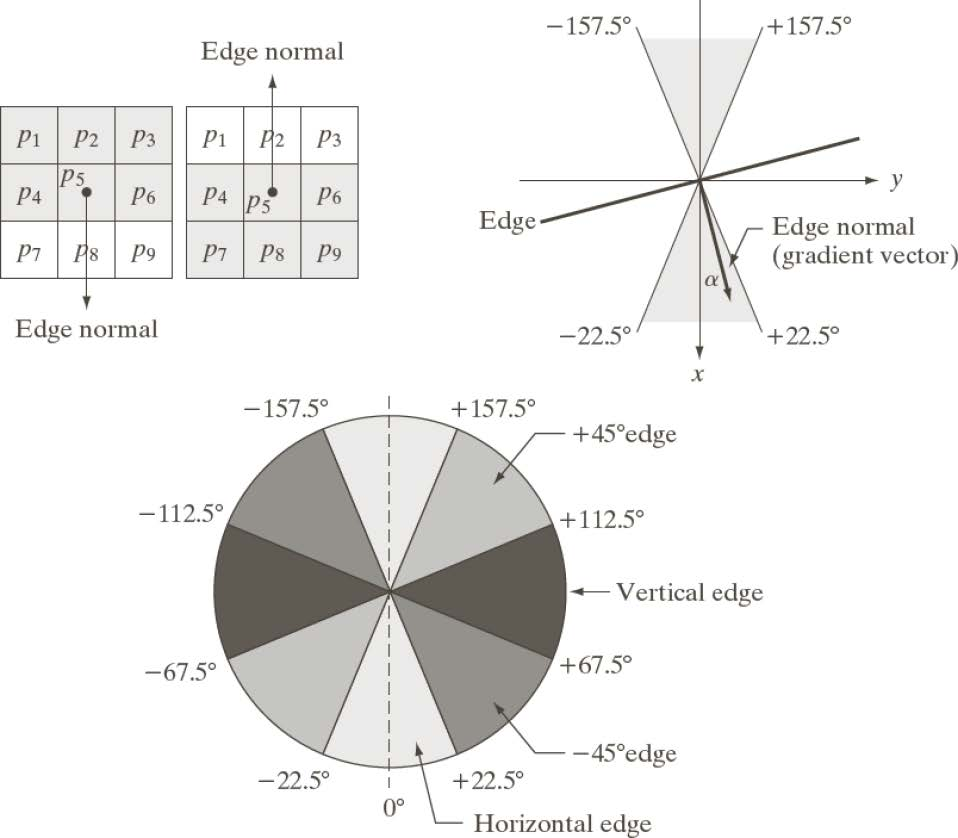 Edge normal
p1 p2 p3
p4 p5 p6
p7 p8 p9
Edge normal
p1 p2 p3
p4 p5 p6
p7 p8 p9
−157.5° +157.5°
y
Edge
Edge normal
(gradient vector)
α
−22.5° +22.5°
x
−157.5° +157.5°
+45°edge
−112.5° +112.5°
Vertical edge
−67.5° +67.5°
−45°edge
−22.5° +22.5°
0°
Horizontal edge